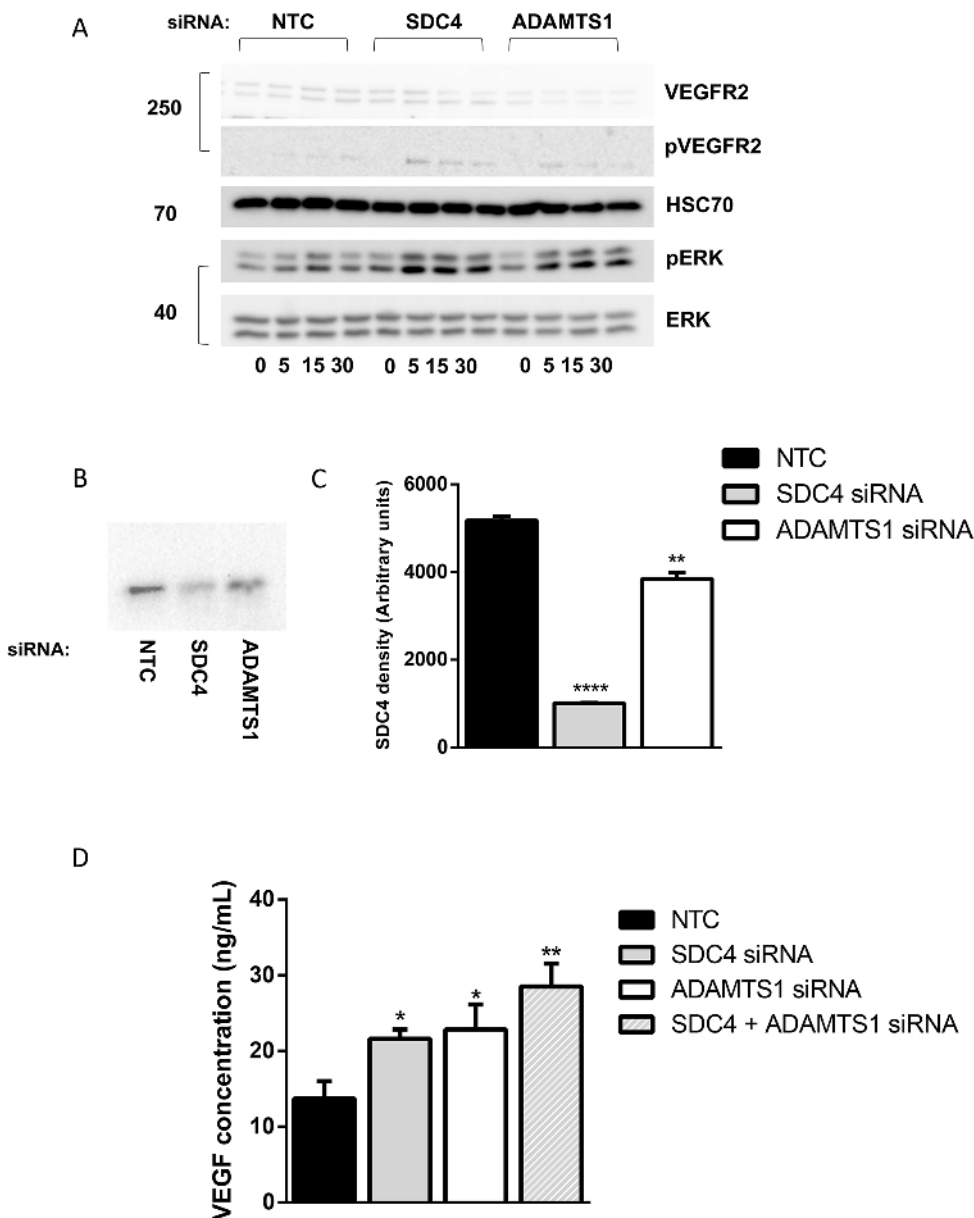 A
siRNA: NTC SDC4 ADAMTS1
250
VEGFR2
pVEGFR2
70
HSC70
pERK
40
ERK
0 5 15 30 0 5 15 30 0 5 15 30
B
siRNA:
NTC
SDC4
ADAMTS1
C
SDC4 density (Arbitrary units)
6000
4000
2000
0
****
**
NTC
SDC4 siRNA
ADAMTS1 siRNA
D
VEGF concentration (ng/mL)
40
30
20
10
0
*
*
**
NTC
SDC4 siRNA
ADAMTS1 siRNA
SDC4 + ADAMTS1 siRNA